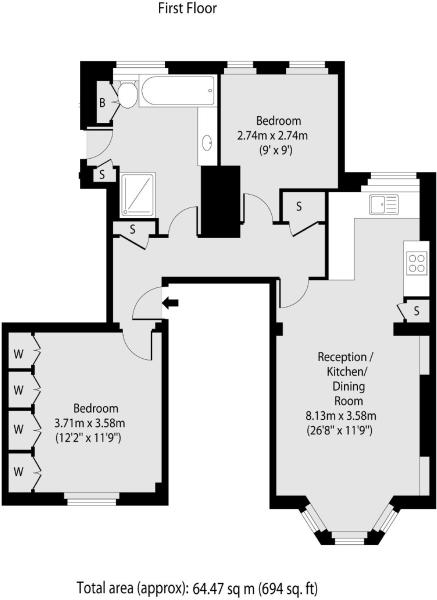 First Floor
B
S
Bedroom
2.74m x 2.74m
(9' x 9')
S
S
S
W
W
W
W
Bedroom
3.71m x 3.58m
(12'2" x 11'9")
Reception /
Kitchen/
Dining
Room
8.13m x 3.58m
(26'8" x 11'9")
Total area (approx): 64.47 sq m (694 sq. ft)